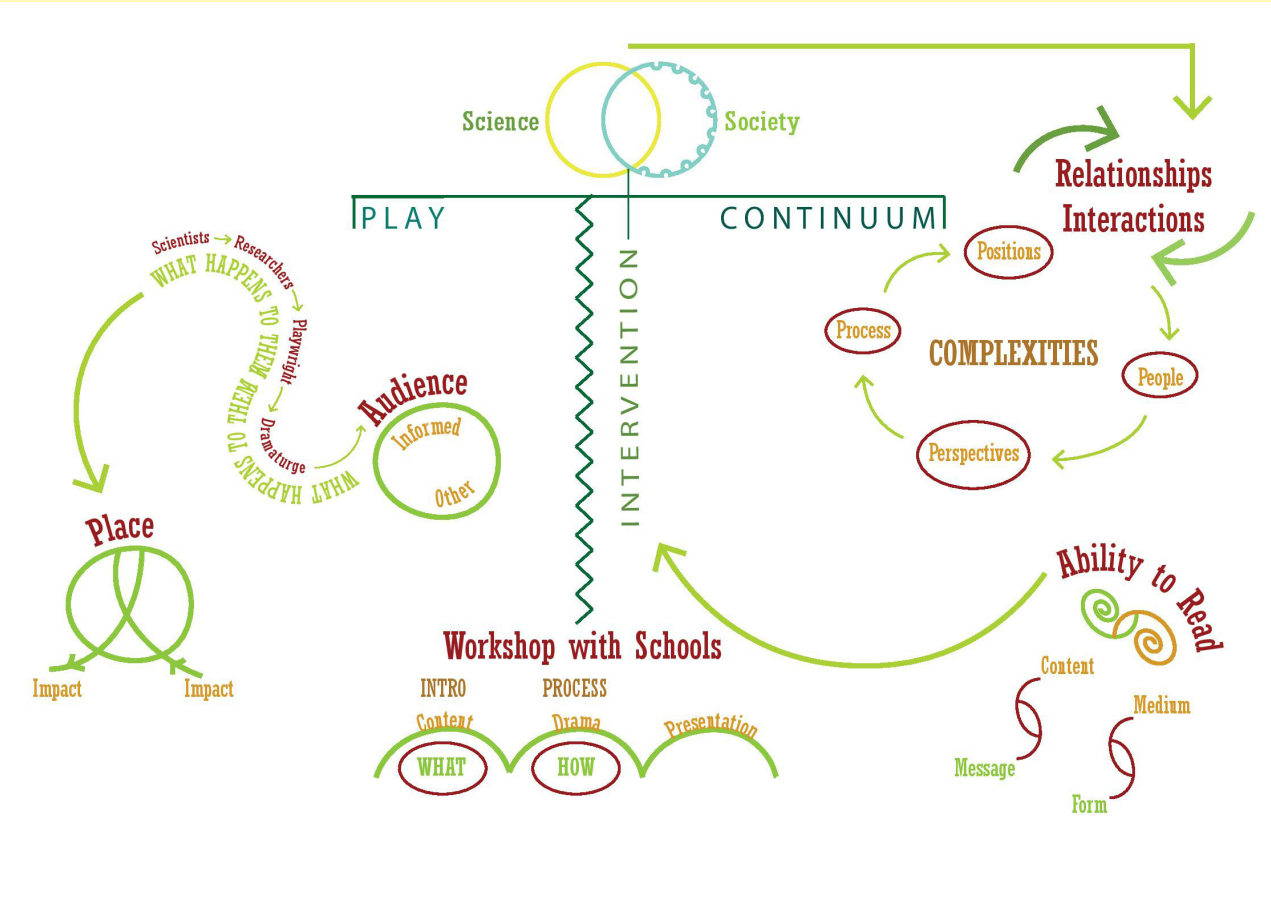 Science
Society
PLAY
CONTINUUM
INTERVENTION
Scientists
Researchers
Playwright
Dramaturge
WHAT HAPPENS TO THEM
WHAT HAPPENS TO THEM
Audience
Informed
Other
Place
Impact
Impact
Relationships
Interactions
Positions
People
Perspectives
Process
COMPLEXITIES
Ability to Read
Content
Message
Medium
Form
Workshop with Schools
INTRO
PROCESS
Content
Drama
Presentation
WHAT
HOW